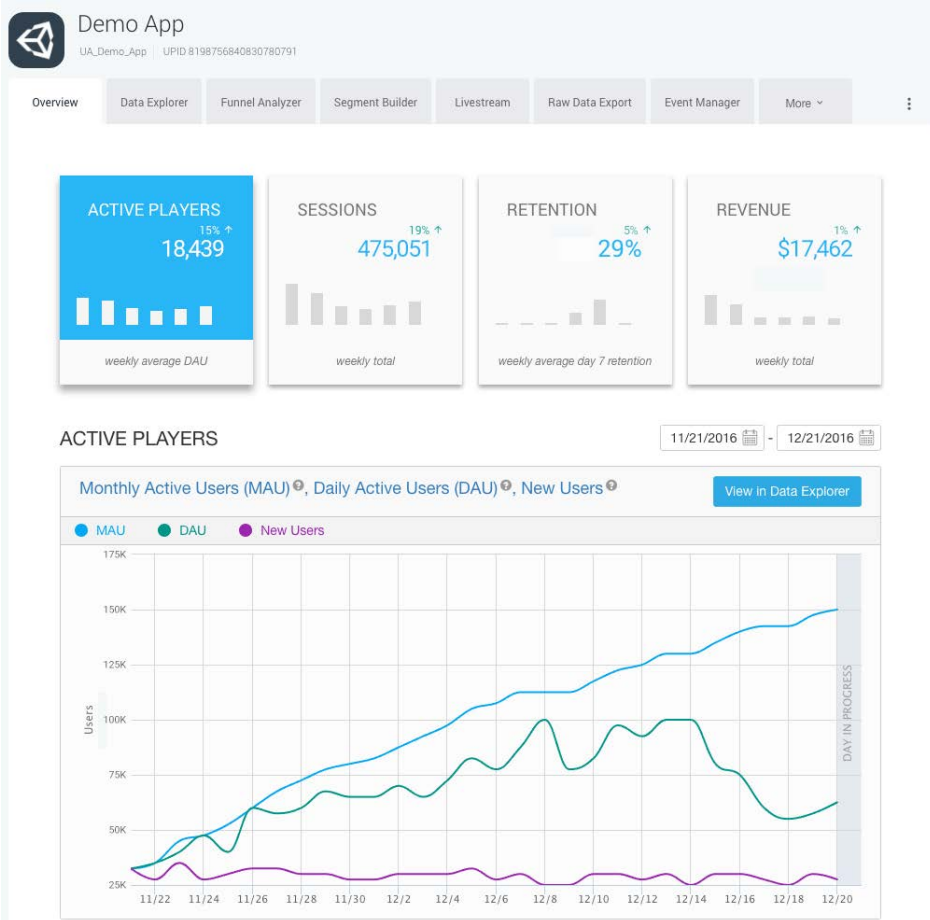 Demo App
UA_Demo_App UPID 8198756840830780791
Overview Data Explorer Funnel Analyzer Segment Builder Livestream Raw Data Export Event Manager More
ACTIVE PLAYERS
15% ↑
18,439
weekly average DAU
SESSIONS
19% ↑
475,051
weekly total
RETENTION
5% ↑
29%
weekly average day 7 retention
REVENUE
1% ↑
$17,462
weekly total
ACTIVE PLAYERS
11/21/2016 - 12/21/2016
Monthly Active Users (MAU)?, Daily Active Users (DAU)?, New Users?
View in Data Explorer
MAU DAU New Users
175K
150K
125K
100K
75K
50K
25K
Users
DAY IN PROGRESS
11/22 11/24 11/26 11/28 11/30 12/2 12/4 12/6 12/8 12/10 12/12 12/14 12/16 12/18 12/20